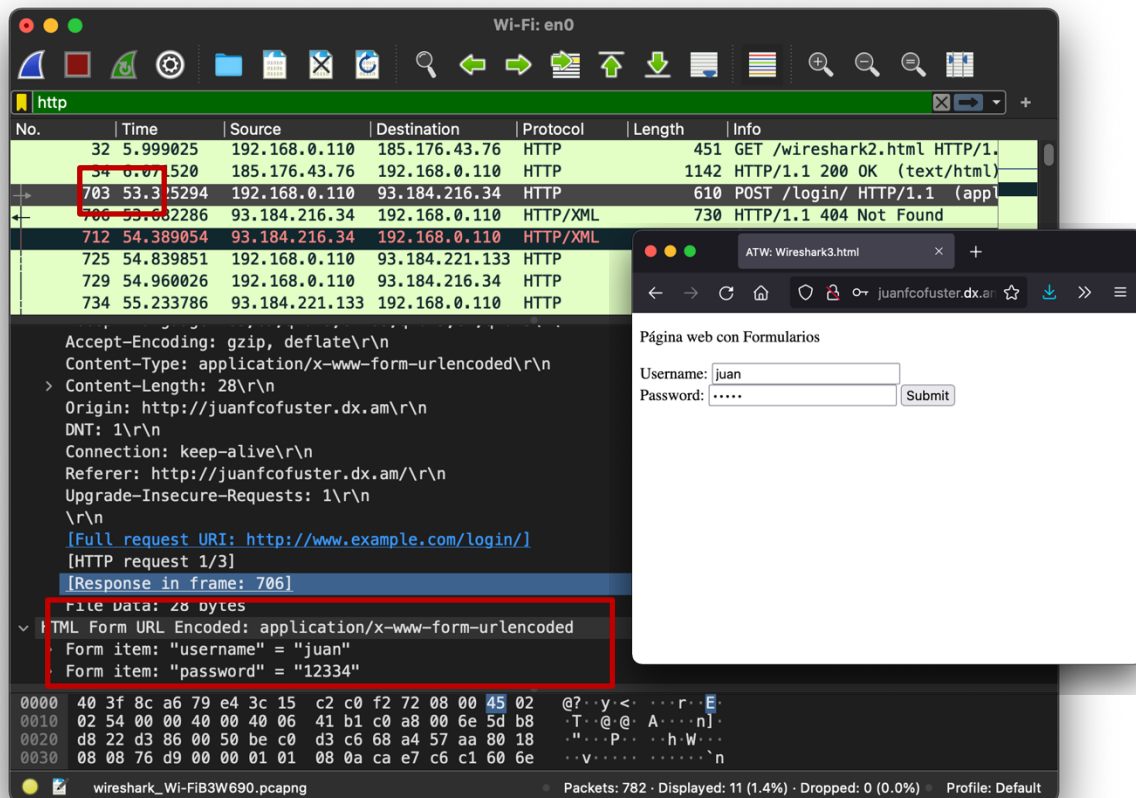 Wi-Fi: en0
http
No. Time Source Destination Protocol Length Info
32 5.999025 192.168.0.110 185.176.43.76 HTTP 451 GET /wireshark2.html HTTP/1.
34 6.071520 185.176.43.76 192.168.0.110 HTTP 1142 HTTP/1.1 200 OK (text/html)
703 53.325294 192.168.0.110 93.184.216.34 HTTP 610 POST /login/ HTTP/1.1 (appl
706 93.184.216.34 192.168.0.110 HTTP/XML 730 HTTP/1.1 404 Not Found
712 54.389054 93.184.216.34 192.168.0.110 HTTP/XML
725 54.839851 192.168.0.110 93.184.221.133 HTTP
729 54.960026 192.168.0.110 93.184.216.34 HTTP
734 55.233786 93.184.221.133 192.168.0.110 HTTP
Accept-Encoding: gzip, deflate\r\n
Content-Type: application/x-www-form-urlencoded\r\n
Content-Length: 28\r\n
Origin: http://juanfcofuster.dx.am\r\n
DNT: 1\r\n
Connection: keep-alive\r\n
Referer: http://juanfcofuster.dx.am/\r\n
Upgrade-Insecure-Requests: 1\r\n
\r\n
[Full request URI: http://www.example.com/login/]
[HTTP request 1/3]
[Response in frame: 706]
File Data: 28 bytes
HTML Form URL Encoded: application/x-www-form-urlencoded
Form item: "username" = "juan"
Form item: "password" = "12334"
0000 40 3f 8c a6 79 e4 3c 15 c2 c0 f2 72 08 00 45 02 @?··y·<· ···r··E·
0010 02 54 00 00 40 00 40 06 41 b1 c0 a8 00 6e 5d b8 ·T··@·@· A····n]·
0020 d8 22 d3 86 00 50 be c0 d3 c6 68 a4 57 aa 80 18 ·"···P·· ··h·W···
0030 08 08 76 d9 00 00 01 01 08 0a ca e7 c6 c1 60 6e ··v····· ······`n
wireshark_Wi-FiB3W690.pcapng Packets: 782 · Displayed: 11 (1.4%) · Dropped: 0 (0.0%) Profile: Default
ATW: Wireshark3.html
juanfcofuster.dx.am
Página web con Formularios
Username: juan
Password: •••••
Submit